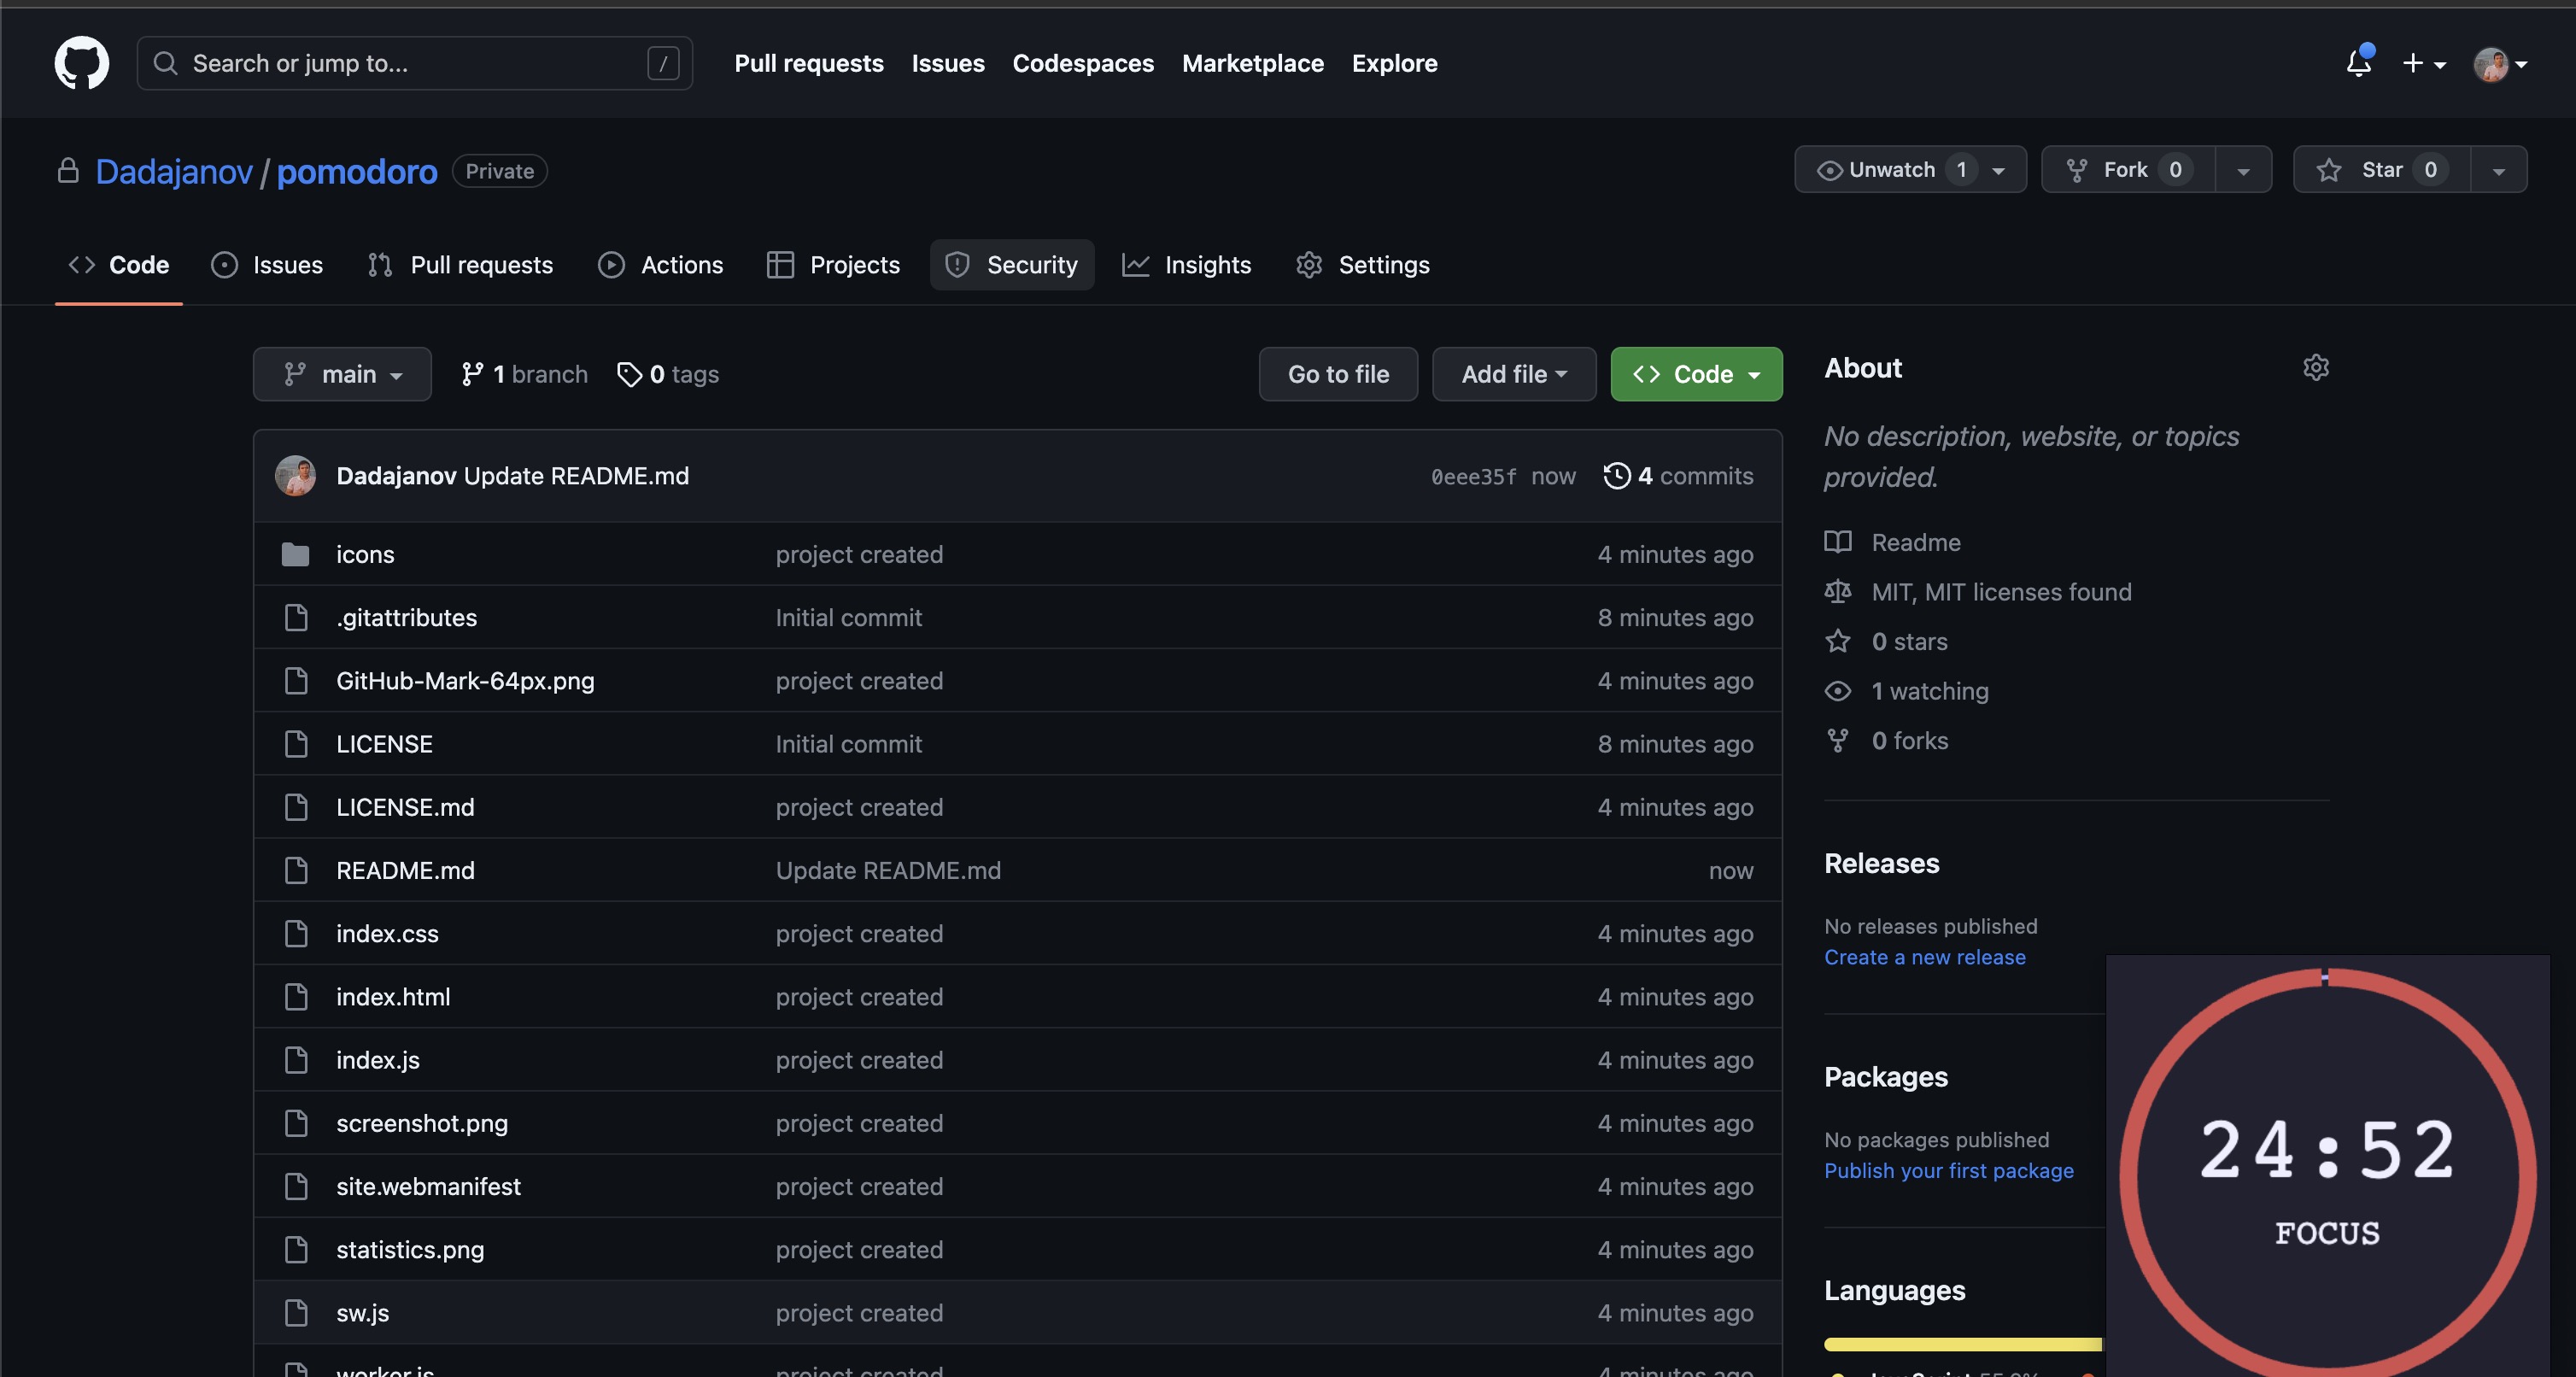 Search or jump to... /
Pull requests Issues Codespaces Marketplace Explore
Dadajanov / pomodoro Private
Unwatch 1 Fork 0 Star 0
Code Issues Pull requests Actions Projects Security Insights Settings
main 1 branch 0 tags Go to file Add file Code
Dadajanov Update README.md 0eee35f now 4 commits
icons project created 4 minutes ago
.gitattributes Initial commit 8 minutes ago
GitHub-Mark-64px.png project created 4 minutes ago
LICENSE Initial commit 8 minutes ago
LICENSE.md project created 4 minutes ago
README.md Update README.md now
index.css project created 4 minutes ago
index.html project created 4 minutes ago
index.js project created 4 minutes ago
screenshot.png project created 4 minutes ago
site.webmanifest project created 4 minutes ago
statistics.png project created 4 minutes ago
sw.js project created 4 minutes ago
worker.js project created 4 minutes ago
About
No description, website, or topics
provided.
Readme
MIT, MIT licenses found
0 stars
1 watching
0 forks
Releases
No releases published
Create a new release
Packages
No packages published
Publish your first package
Languages
JavaScript
24:52
FOCUS